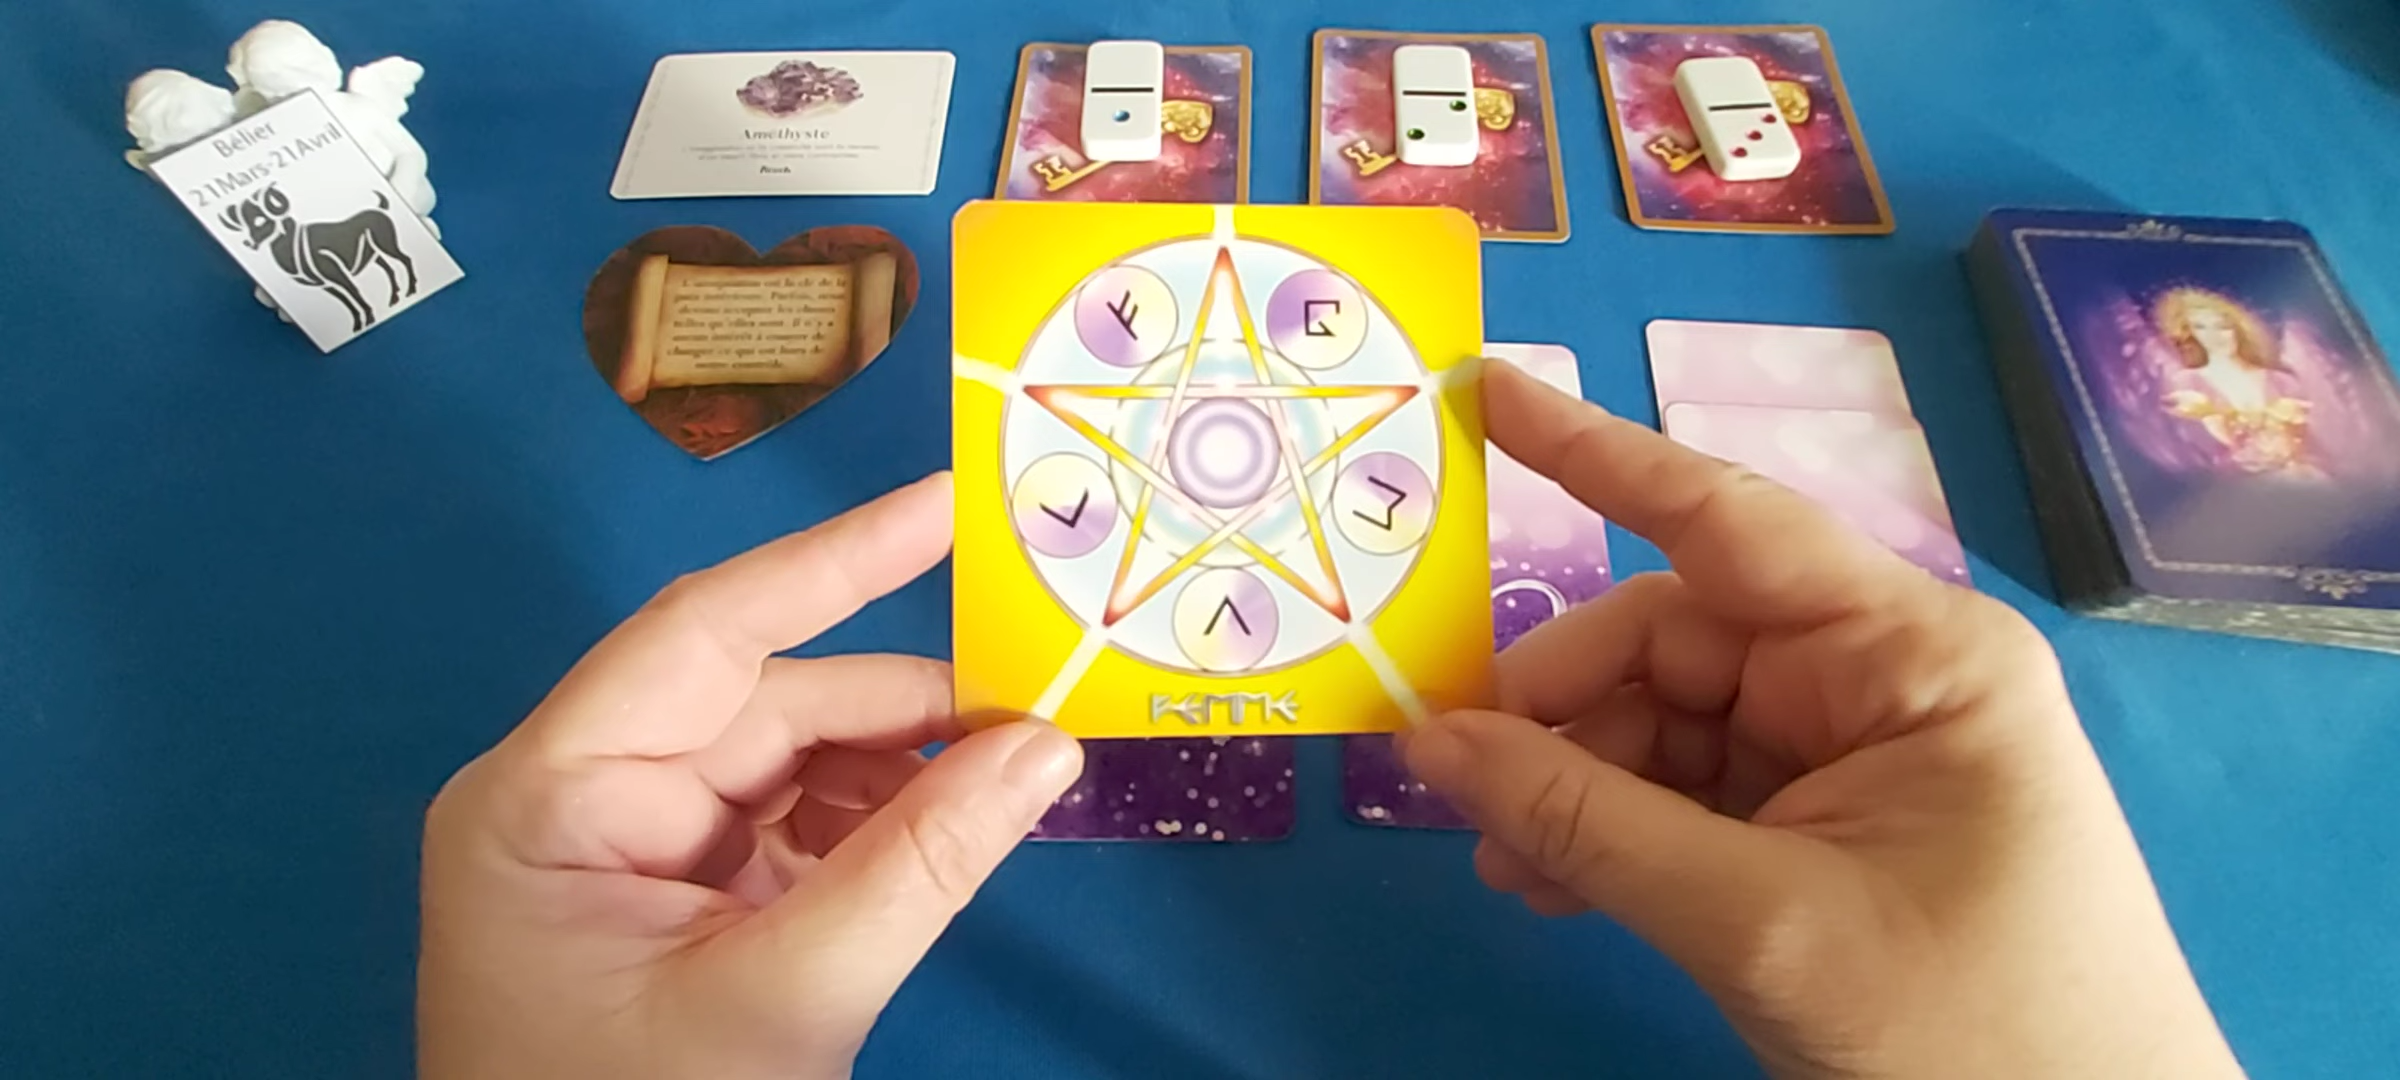 Bélier
21Mars-21Avril
Améthyste
L'acceptation est la clé de la
paix intérieure. Parfois, nous
devons accepter les choses
telles qu'elles sont. Il n'y a
aucun intérêt à essayer de
changer ce qui est hors de
notre contrôle.
FEMME